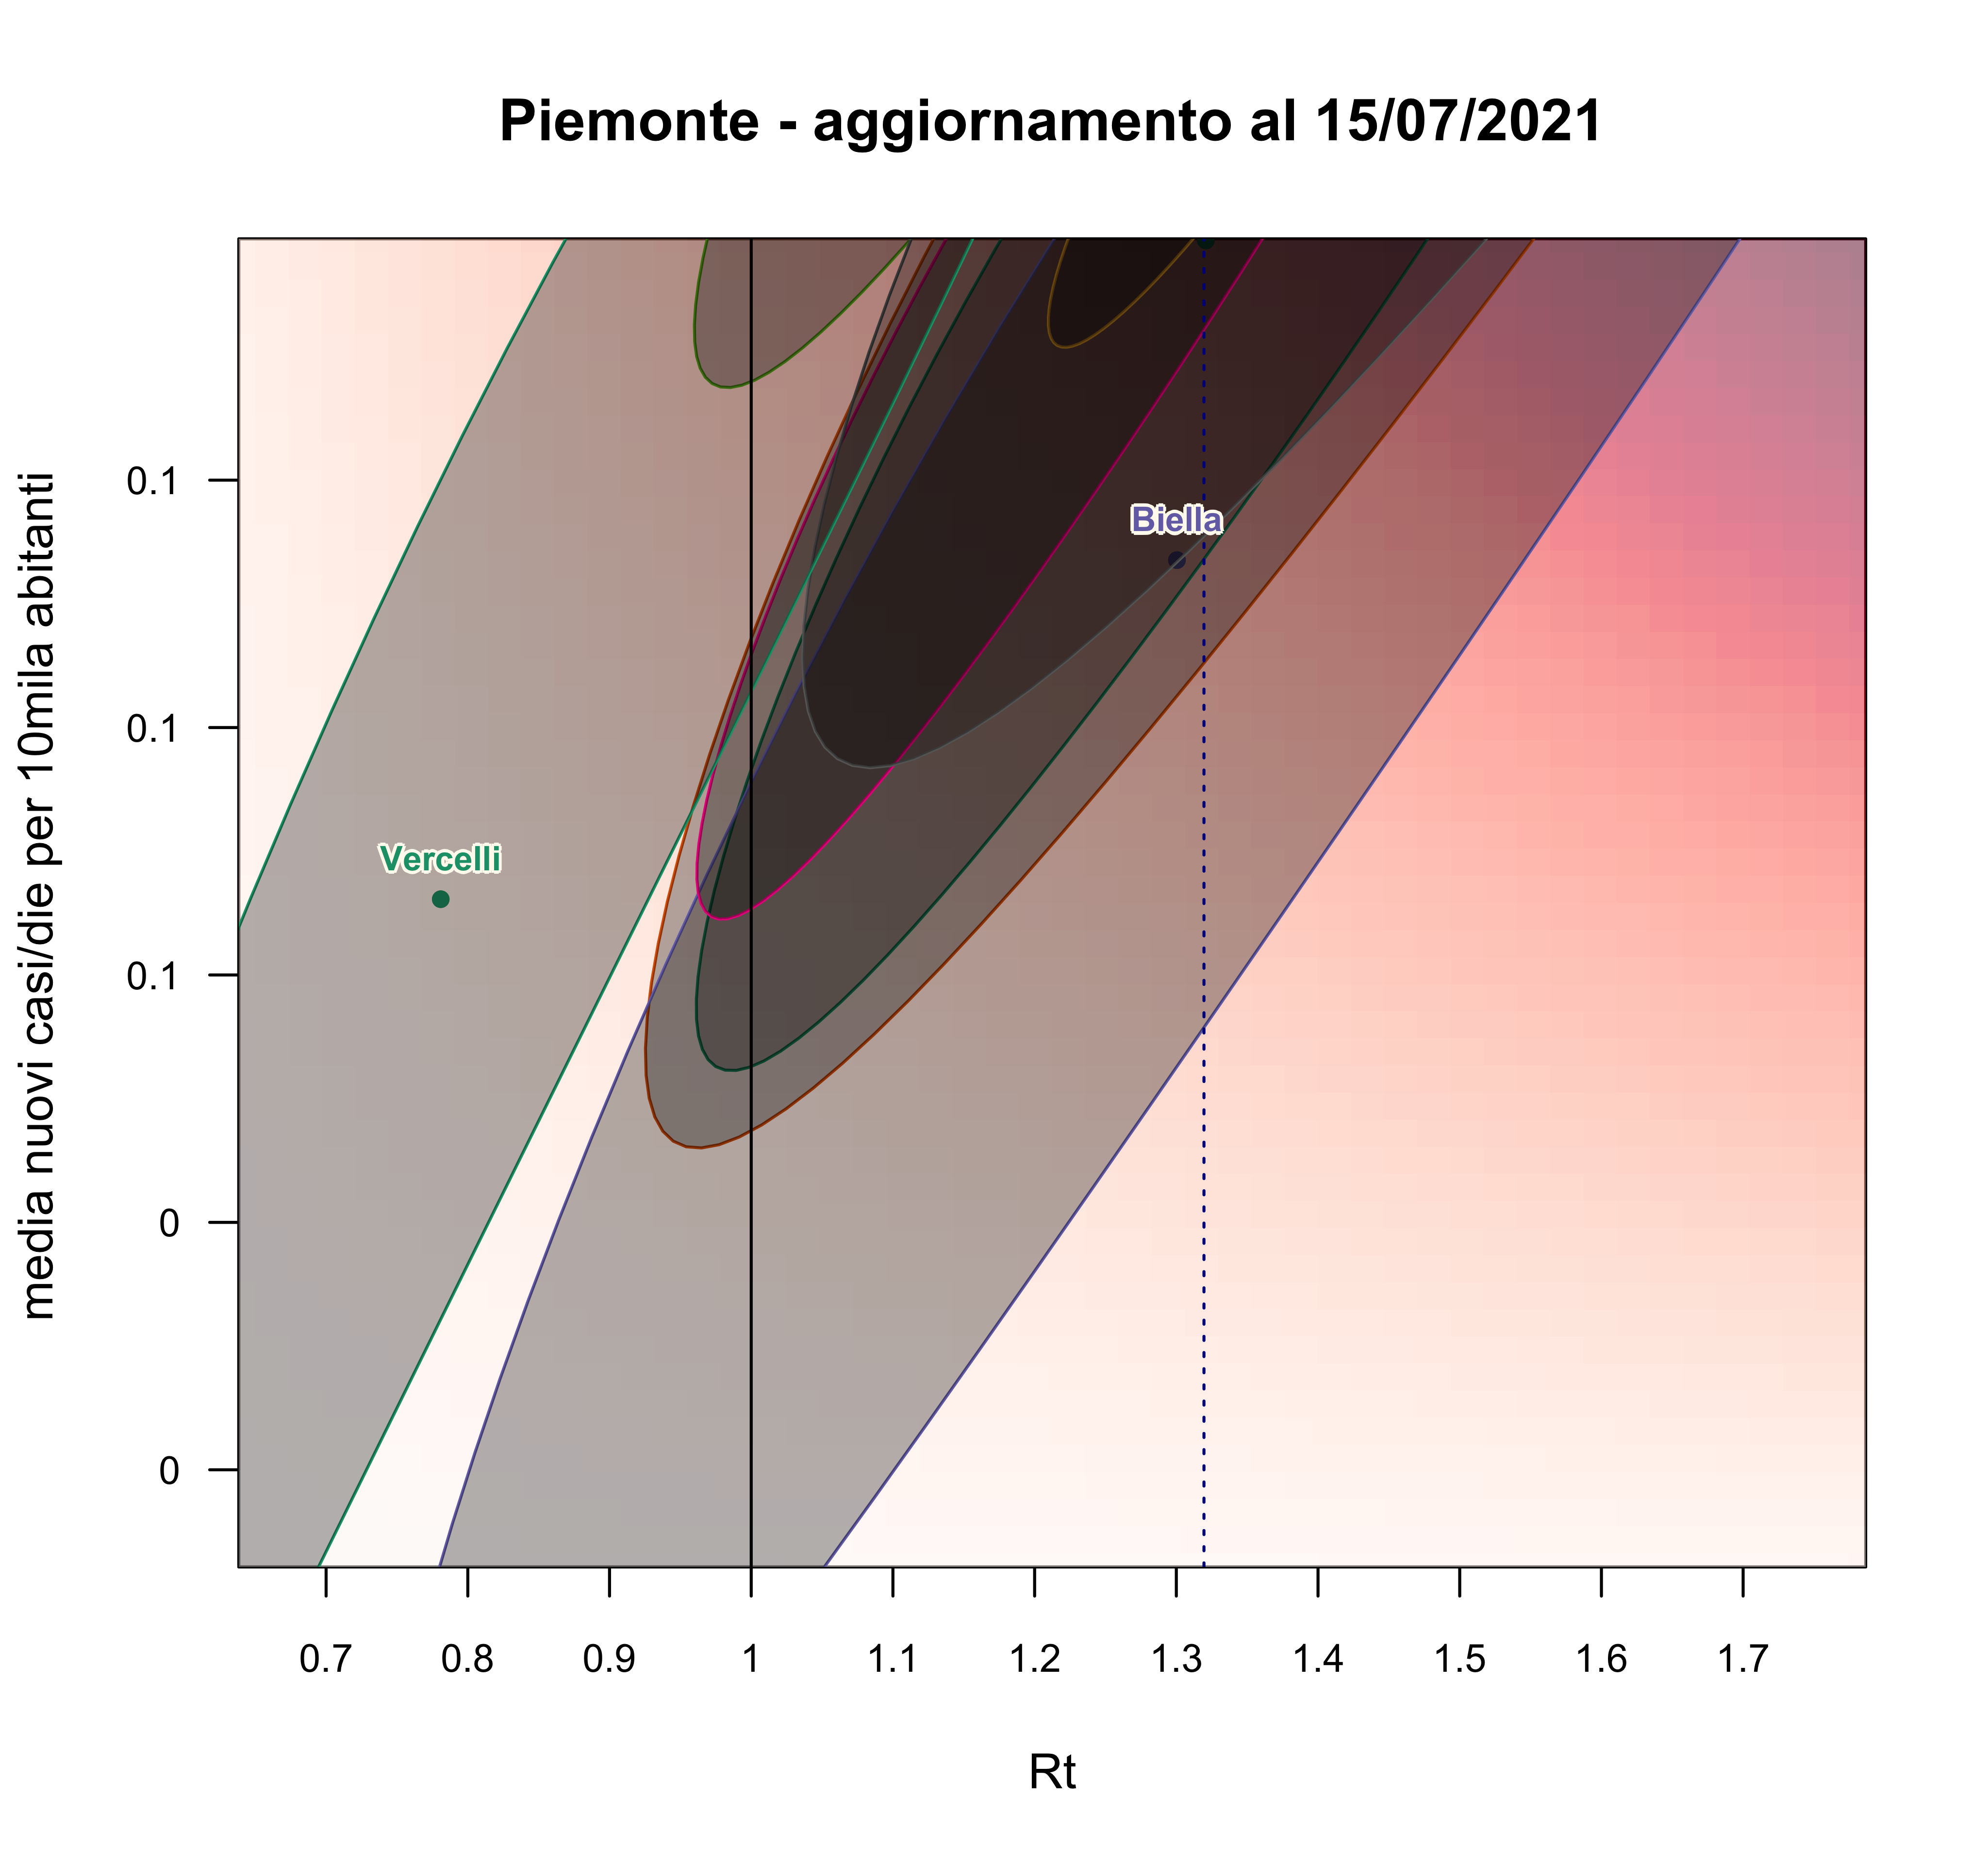 Piemonte - aggiornamento al 15/07/2021
media nuovi casi/die per 10mila abitanti
0.1
0.1
0.1
0
0
Biella
Vercelli
0.7 0.8 0.9 1 1.1 1.2 1.3 1.4 1.5 1.6 1.7
Rt